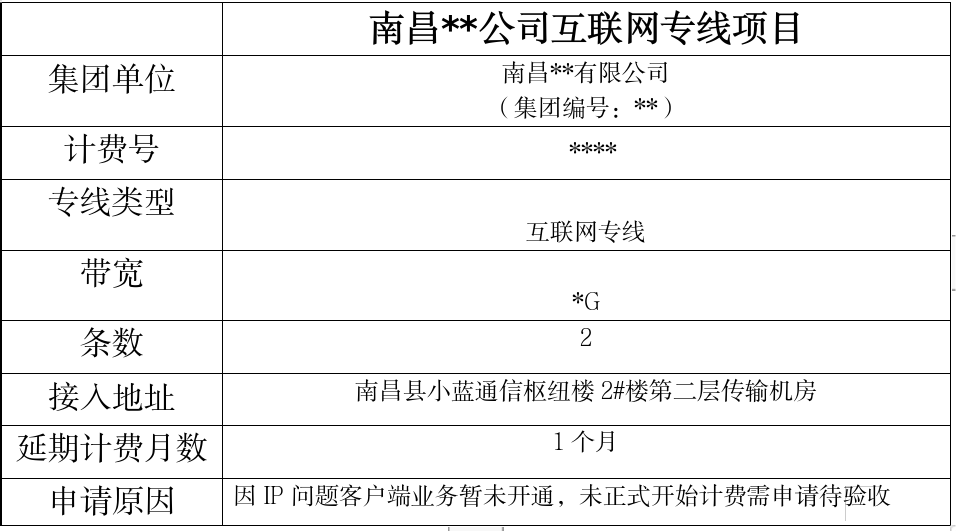 南昌**公司互联网专线项目
集团单位
南昌**有限公司
（集团编号：**）
计费号
****
专线类型
互联网专线
带宽
*G
条数
2
接入地址
南昌县小蓝通信枢纽楼 2#楼第二层传输机房
延期计费月数
1 个月
申请原因
因 IP 问题客户端业务暂未开通，未正式开始计费需申请待验收